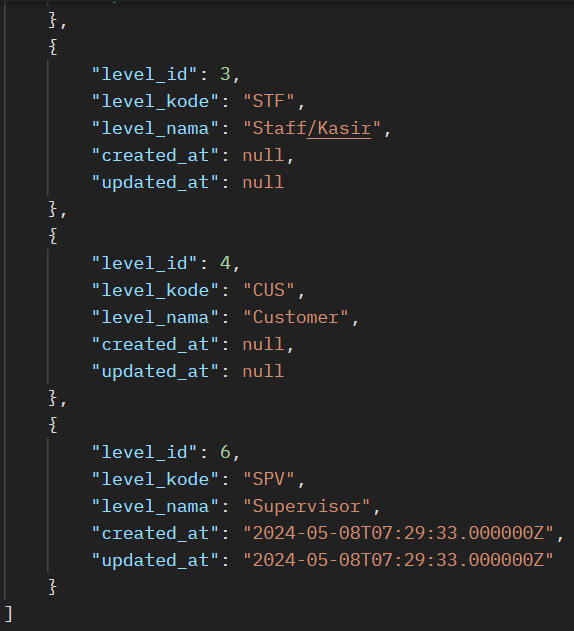 },
{
"level_id": 3,
"level_kode": "STF",
"level_nama": "Staff/Kasir",
"created_at": null,
"updated_at": null
},
{
"level_id": 4,
"level_kode": "CUS",
"level_nama": "Customer",
"created_at": null,
"updated_at": null
},
{
"level_id": 6,
"level_kode": "SPV",
"level_nama": "Supervisor",
"created_at": "2024-05-08T07:29:33.000000Z",
"updated_at": "2024-05-08T07:29:33.000000Z"
}
]